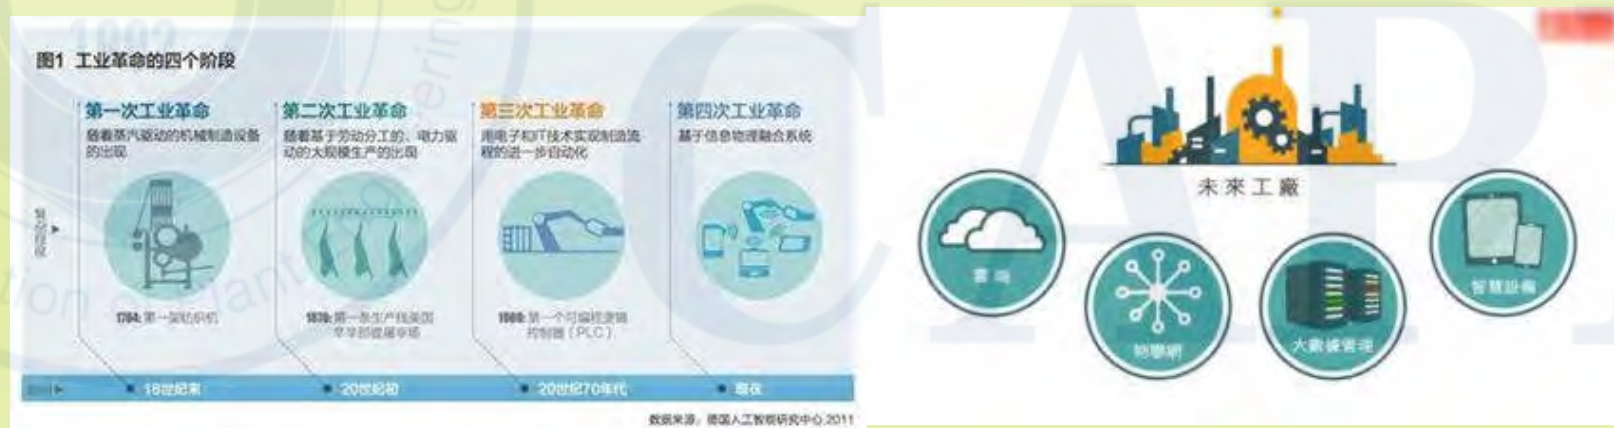 图1 工业革命的四个阶段
第一次工业革命
随着蒸汽驱动的机械制造设备
的出现
1784: 第一架纺织机
18世纪末
第二次工业革命
随着基于劳动分工的、电力驱
动的大规模生产的出现
1870: 第一条生产线美国
20世纪初
第三次工业革命
用电子和IT技术实现制造流
程的进一步自动化
1969: 第一个可编程逻辑
控制器（PLC）
20世纪70年代
第四次工业革命
基于信息物理融合系统
现在
数据来源：德国人工智能研究中心 2011
未來工廠
雲端
物聯網
大數據管理
智慧設備